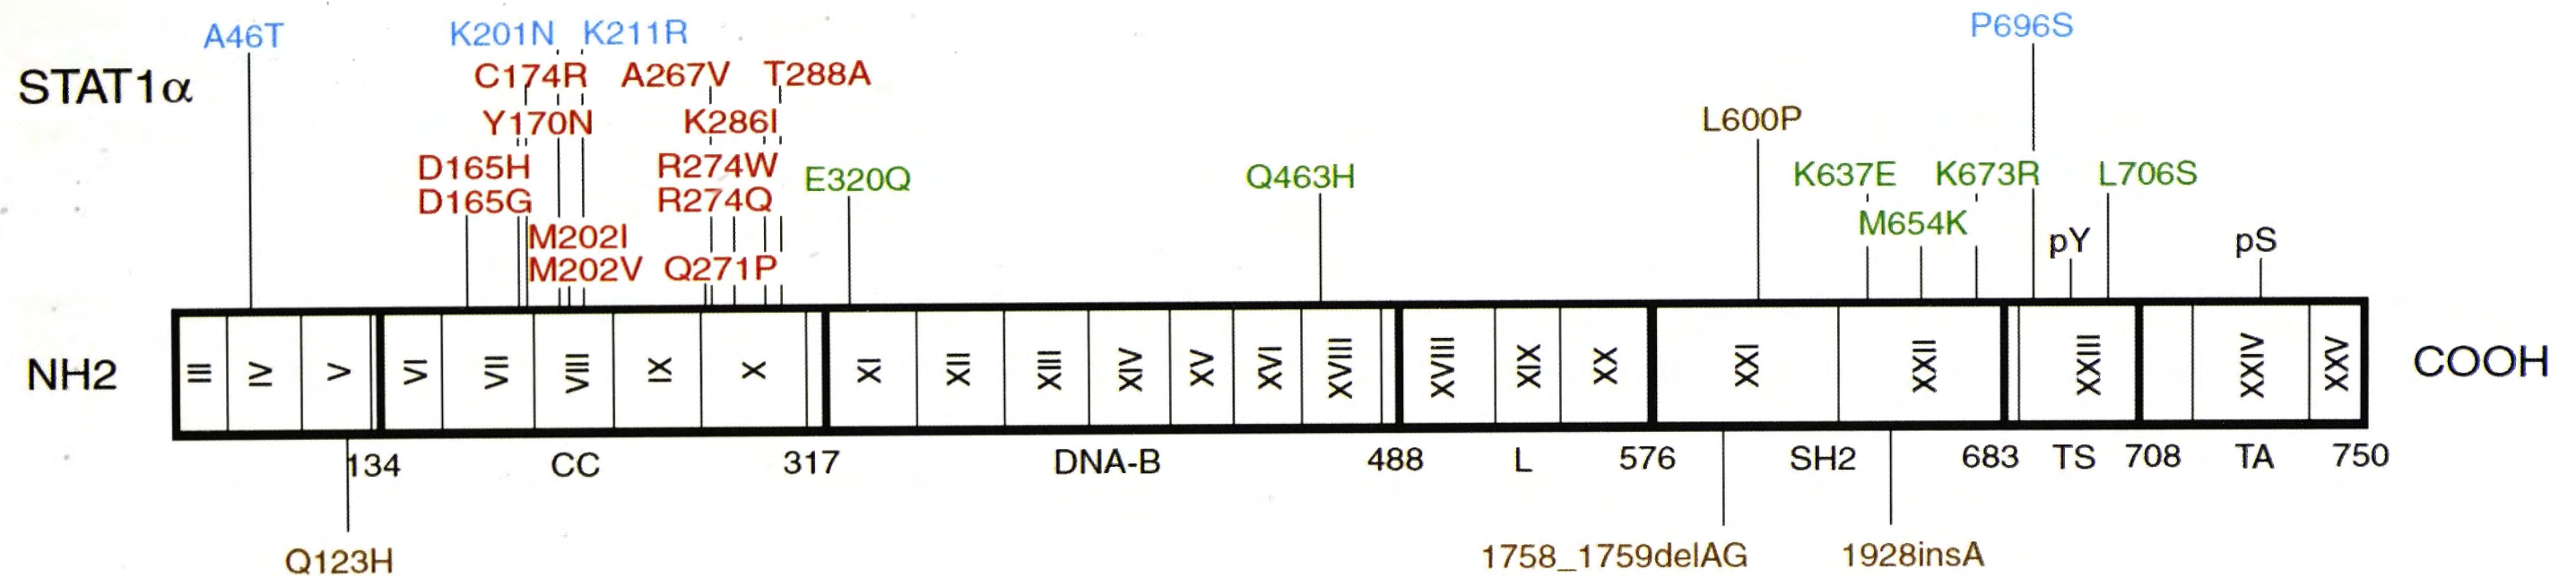 A46T K201N K211R P696S
STAT1α C174R A267V T288A
Y170N K286I L600P
D165H R274W E320Q Q463H K637E K673R L706S
D165G R274Q
M202I M654K pY pS
M202V Q271P
NH2 III IV V VI VII VIII IX X XI XII XIII XIV XV XVI XVIII XVIII XIX XX XXI XXII XXIII XXIV XXV COOH
134 CC 317 DNA-B 488 L 576 SH2 683 TS 708 TA 750
Q123H 1758_1759delAG 1928insA